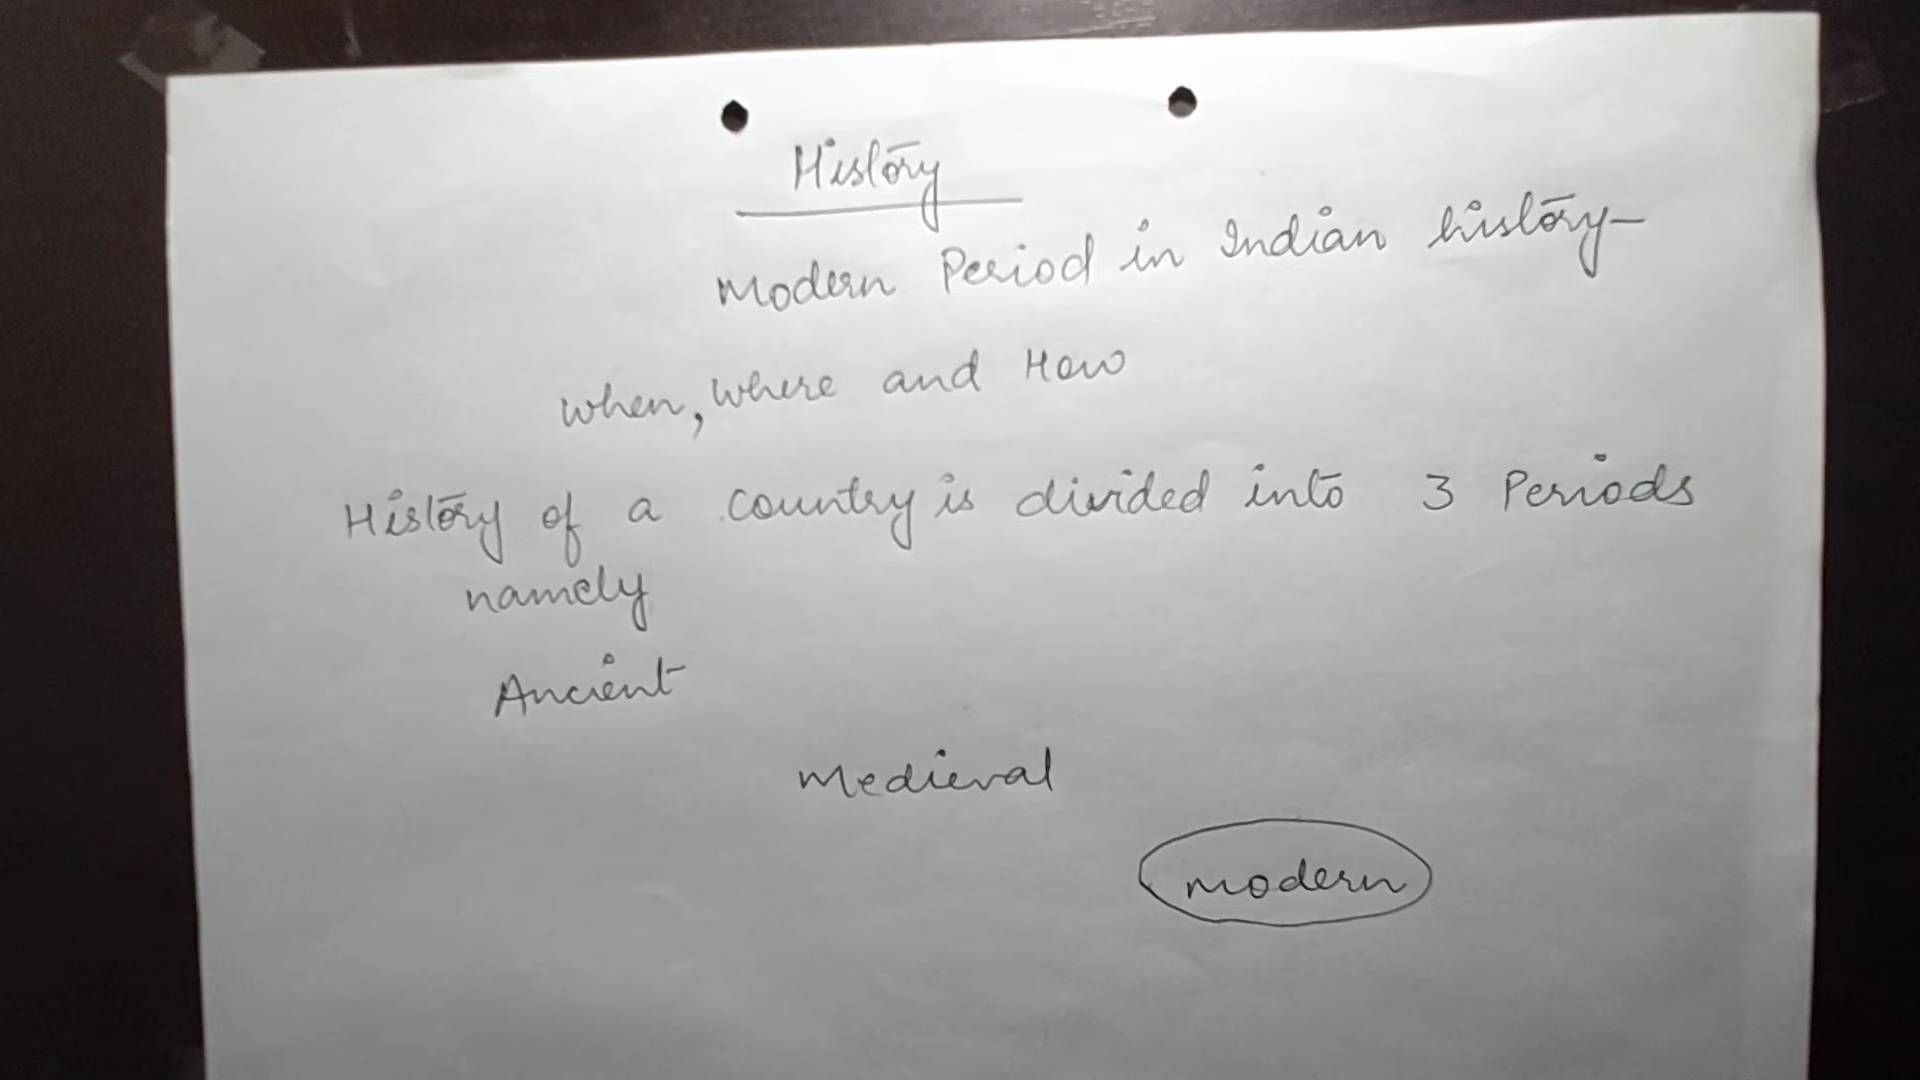 History
Modern Period in Indian history-
when, where and How
History of a country is divided into 3 Periods
namely
Ancient
Medieval
modern